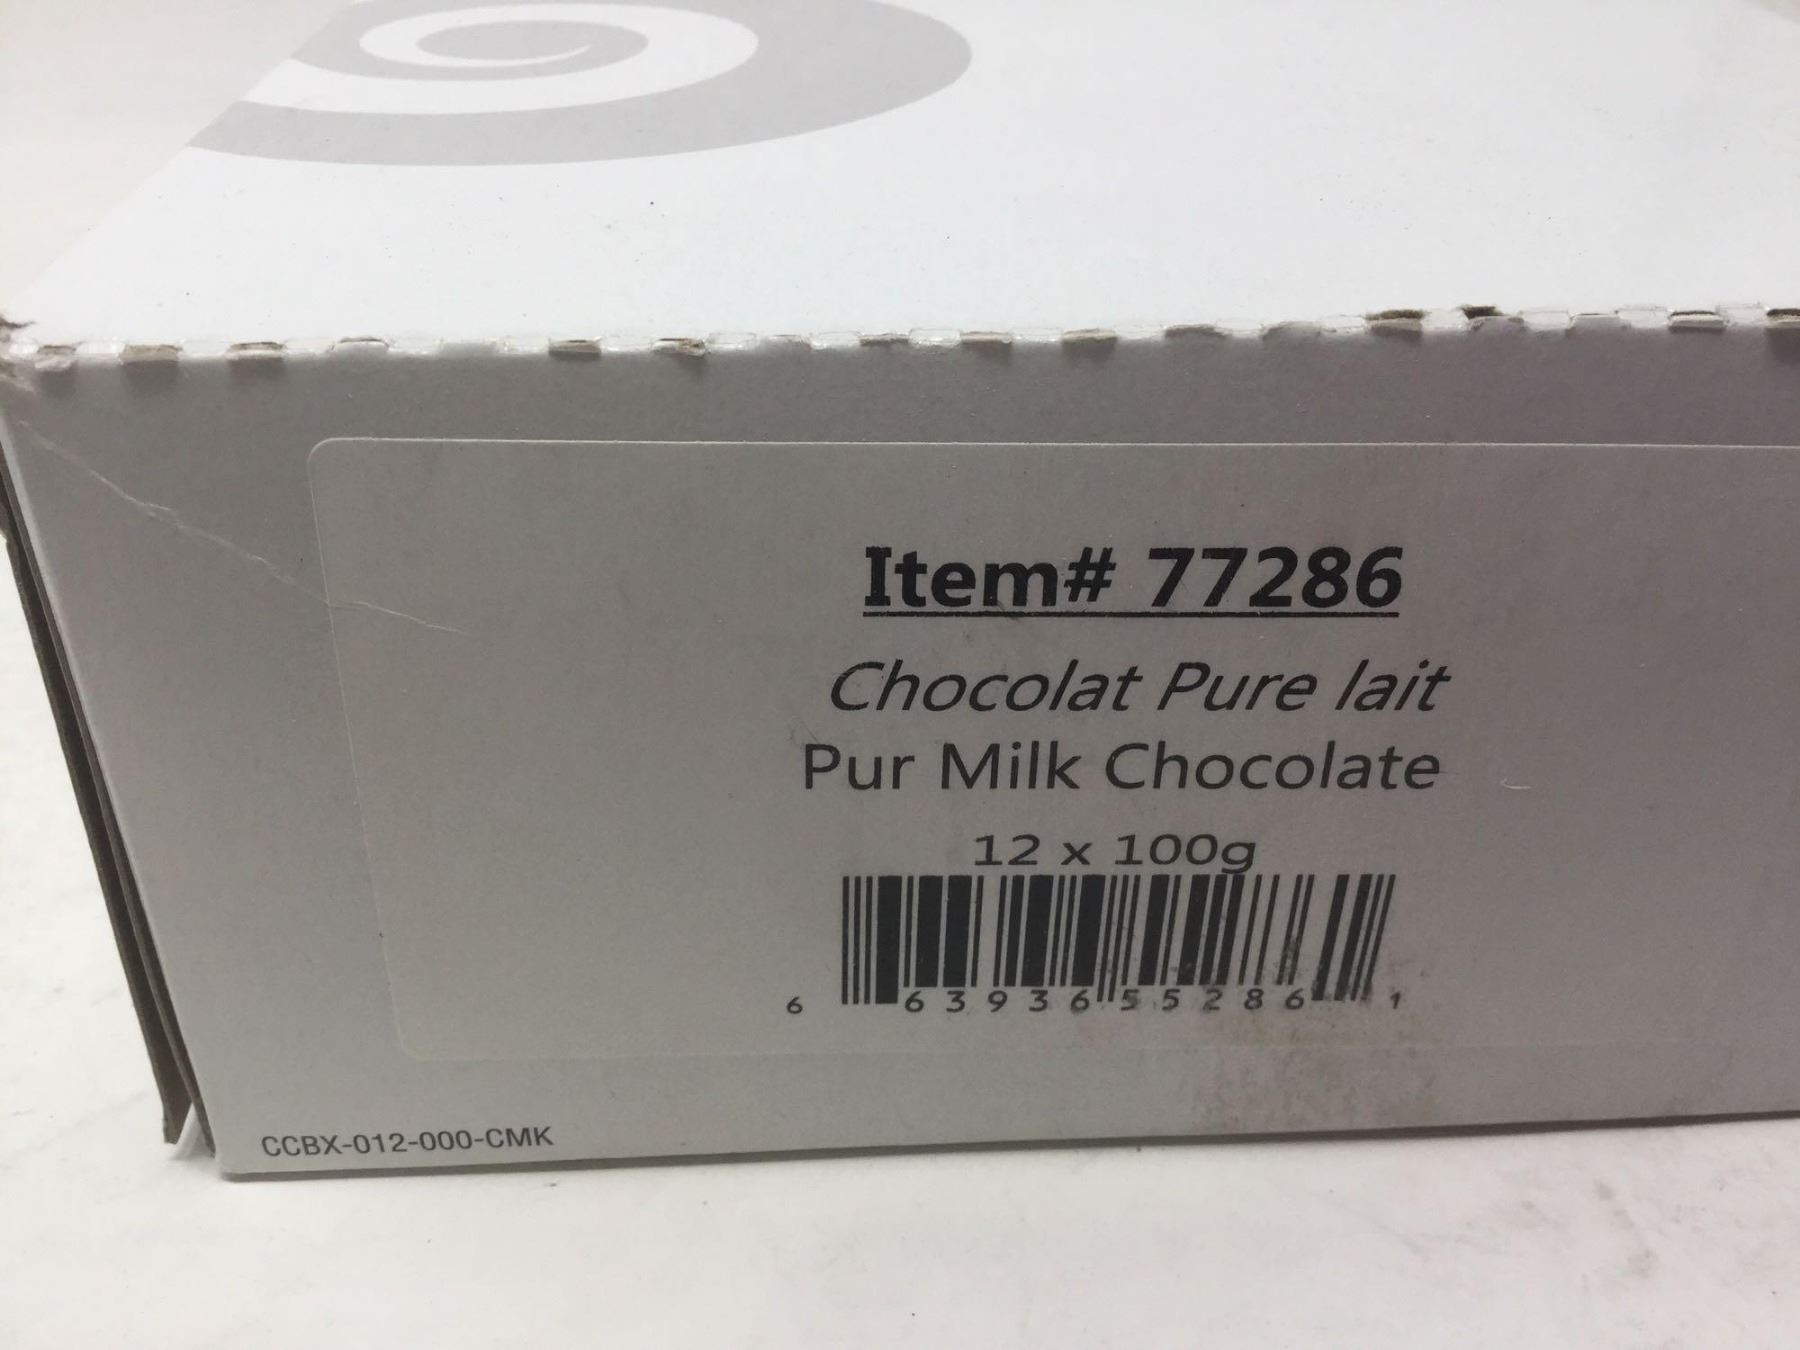 Item# 77286
Chocolat Pure lait
Pur Milk Chocolate
12 x 100g
6 63936 55286 1
CCBX-012-000-CMK